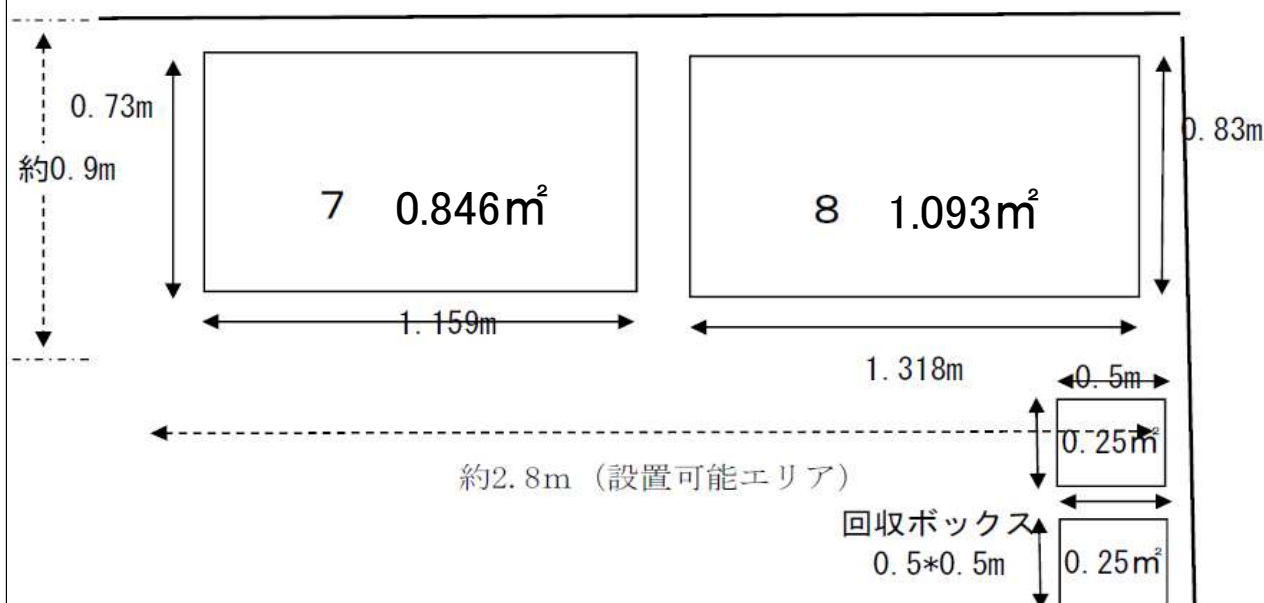 0.73m
0.83m
約0.9m
7 0.846㎡
8 1.093㎡
1.159m
1.318m
0.5m
0.25㎡
約2.8m（設置可能エリア）
回収ボックス
0.5*0.5m
0.25㎡